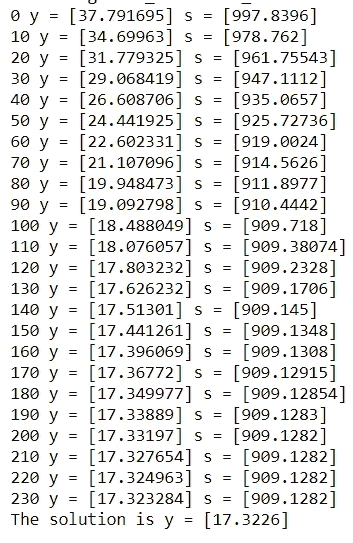 0 y = [37.791695] s = [997.8396]
10 y = [34.69963] s = [978.762]
20 y = [31.779325] s = [961.75543]
30 y = [29.068419] s = [947.1112]
40 y = [26.608706] s = [935.0657]
50 y = [24.441925] s = [925.72736]
60 y = [22.602331] s = [919.0024]
70 y = [21.107096] s = [914.5626]
80 y = [19.948473] s = [911.8977]
90 y = [19.092798] s = [910.4442]
100 y = [18.488049] s = [909.718]
110 y = [18.076057] s = [909.38074]
120 y = [17.803232] s = [909.2328]
130 y = [17.626232] s = [909.1706]
140 y = [17.51301] s = [909.145]
150 y = [17.441261] s = [909.1348]
160 y = [17.396069] s = [909.1308]
170 y = [17.36772] s = [909.12915]
180 y = [17.349977] s = [909.12854]
190 y = [17.33889] s = [909.1283]
200 y = [17.33197] s = [909.1282]
210 y = [17.327654] s = [909.1282]
220 y = [17.324963] s = [909.1282]
230 y = [17.323284] s = [909.1282]
The solution is y = [17.3226]